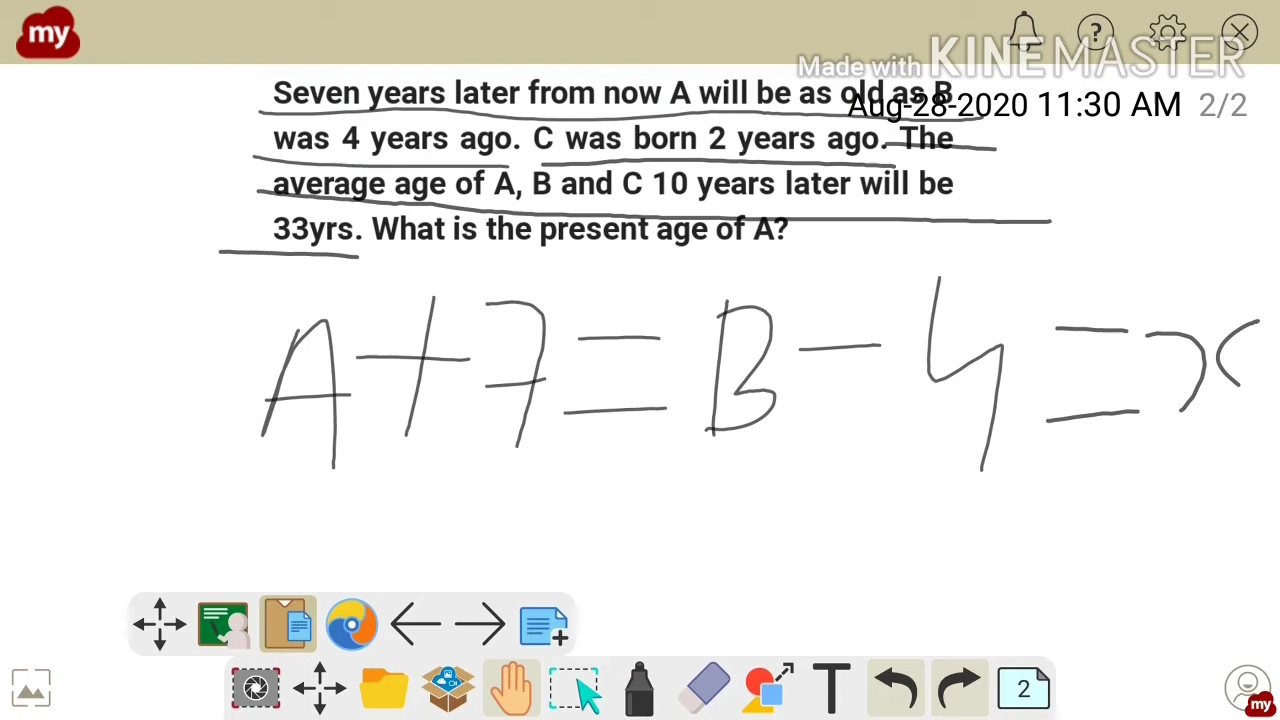 my
Made with KINEMASTER
Aug-28-2020 11:30 AM 2/2
Seven years later from now A will be as old as B
was 4 years ago. C was born 2 years ago. The
average age of A, B and C 10 years later will be
33yrs. What is the present age of A?
A+7=B-4=x
T
2
my